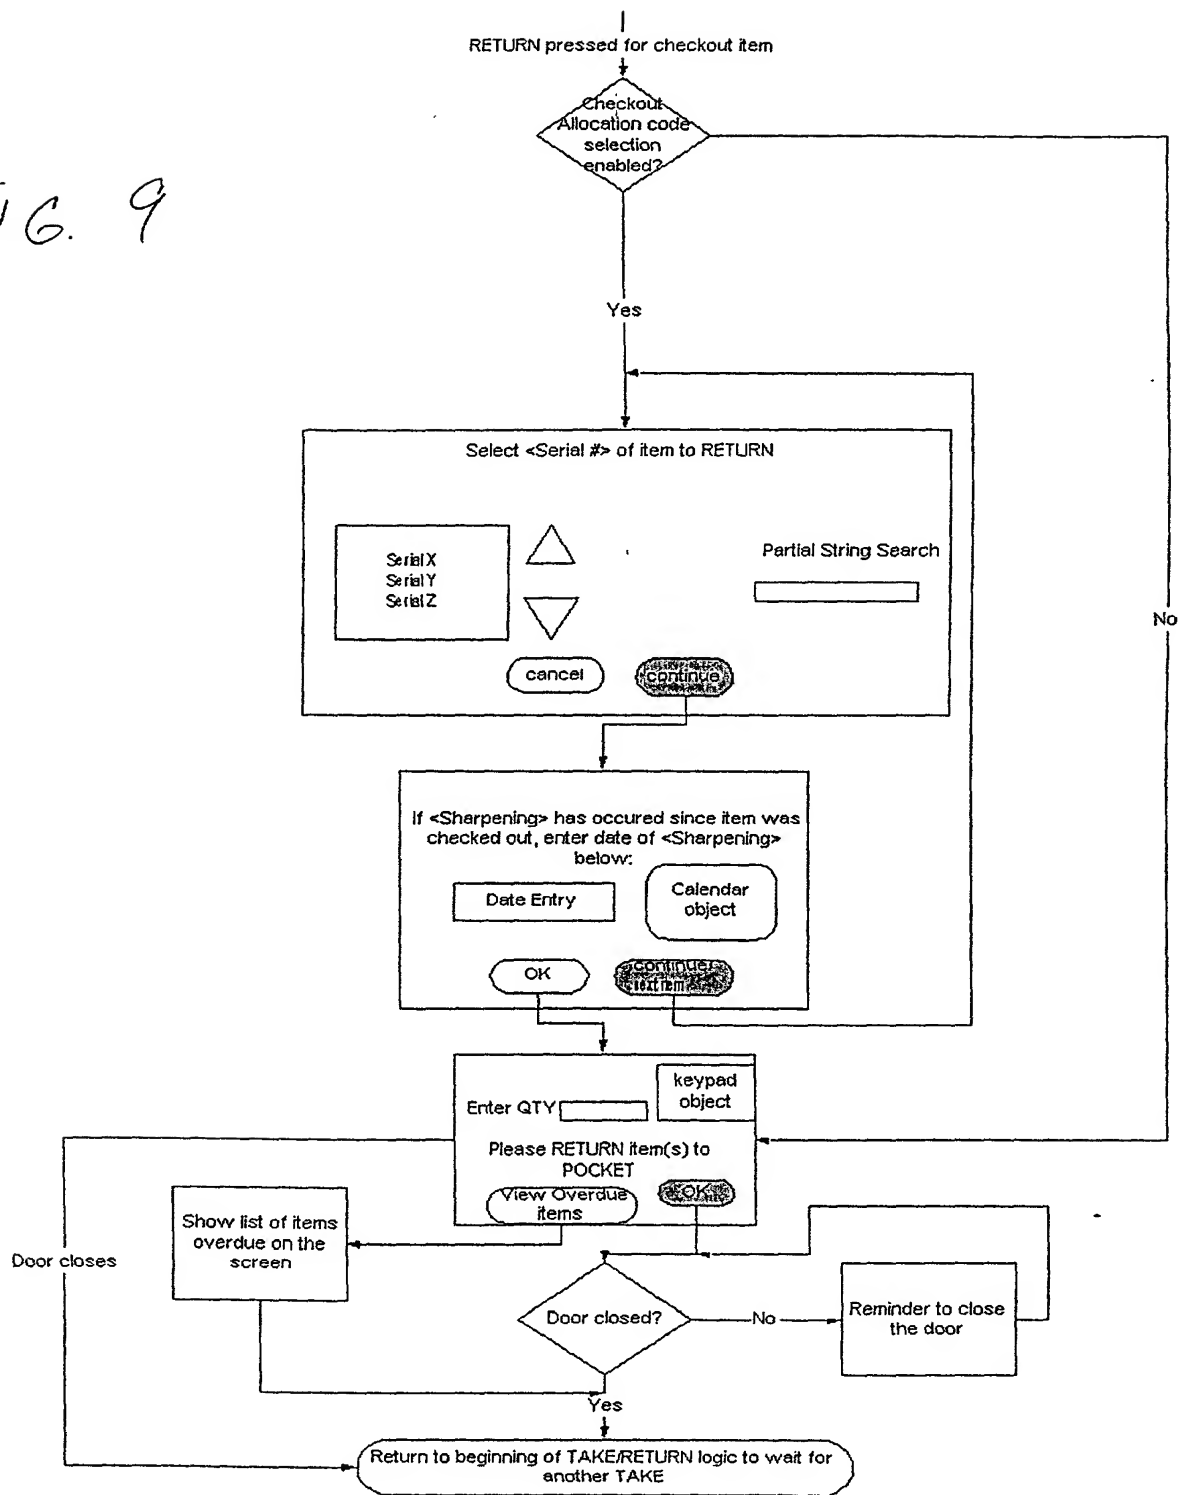 RETURN pressed for checkout item
Checkout
Allocation code
selection
enabled?
G. 9
Yes
Select <Serial #> of item to RETURN
Serial X
Serial Y
Serial Z
Partial String Search
No
cancel
continue
If <Sharpening> has occured since item was
checked out, enter date of <Sharpening>
below:
Date Entry
Calendar
object
OK
continue
next item
keypad
object
Enter QTY
Please RETURN item(s) to
POCKET
View Overdue
items
OK
Show list of items
overdue on the
screen
Door closes
Door closed?
No
Reminder to close
the door
Yes
Return to beginning of TAKE/RETURN logic to wait for
another TAKE